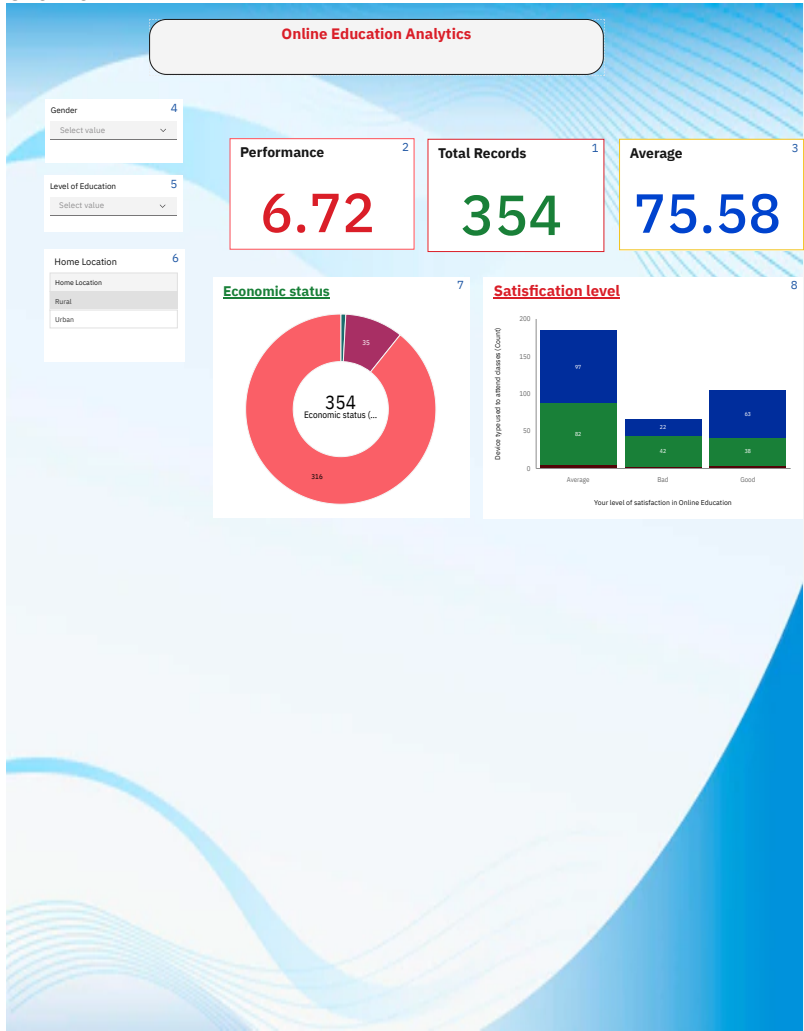 Online Education Analytics
Gender 4
Select value
Level of Education 5
Select value
Home Location 6
Home Location
Rural
Urban
Performance 2
6.72
Total Records 1
354
Average 3
75.58
Economic status 7
35
354
Economic status (...
316
Satisfication level 8
Device type used to attend classes (Count)
200
150
100
50
0
97
82
22
42
63
38
Average Bad Good
Your level of satisfaction in Online Education